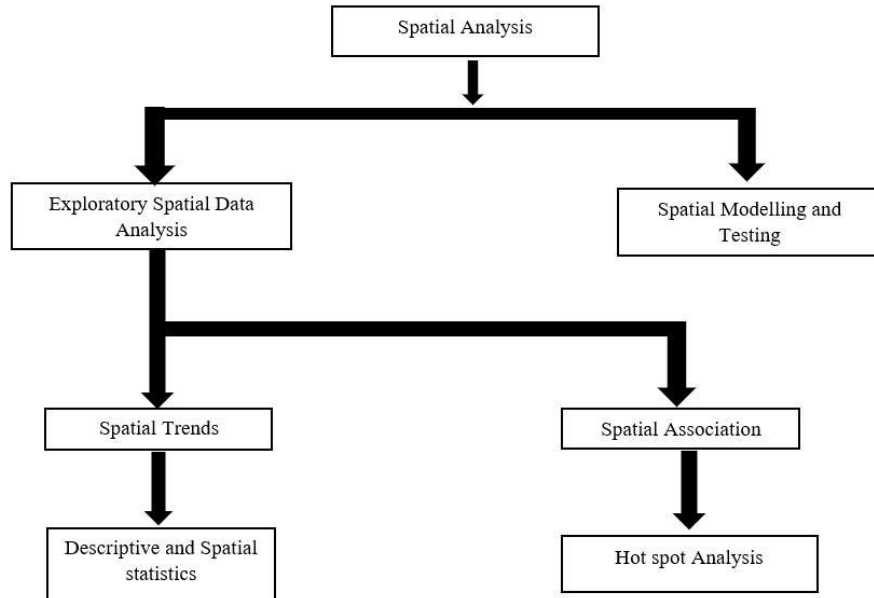 Spatial Analysis
Exploratory Spatial Data
Analysis
Spatial Modelling and
Testing
Spatial Trends
Spatial Association
Descriptive and Spatial
statistics
Hot spot Analysis